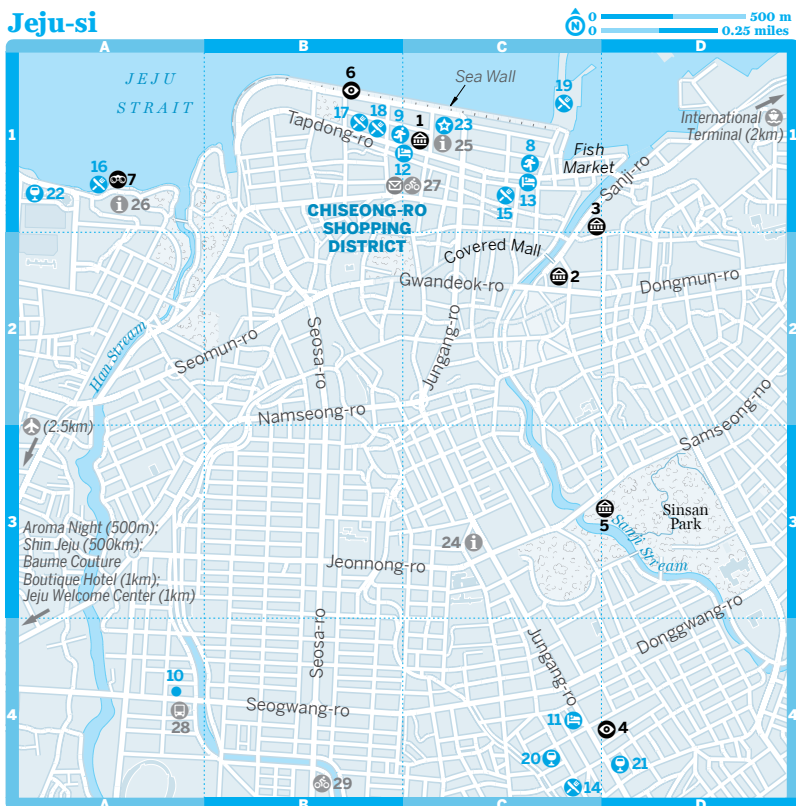 Jeju-si
N
0 500 m
0 0.25 miles
A B C D
JEJU
STRAIT
6
Sea Wall
19
17 18 9 1 23
Tapdong-ro
25
International
Terminal (2km)
1 1
8
Fish
Market
12
27
13
15
Sanji-ro
16 7
22
26
CHISEONG-RO
SHOPPING
DISTRICT
3
Covered Mall
2
Gwandeok-ro
Dongmun-ro
2 2
Han Stream
Seomun-ro
Seosa-ro
Jungang-ro
Namseong-ro
Samseong-ro
(2.5km)
3 3
5
Sinsan
Park
Sanji Stream
Aroma Night (500m);
Shin Jeju (500km);
Baume Couture
Boutique Hotel (1km);
Jeju Welcome Center (1km)
24
Jeonnong-ro
Seosa-ro
Jungang-ro
Donggwang-ro
10
28
Seogwang-ro
4 4
11
4
20
21
29
14
A B C D